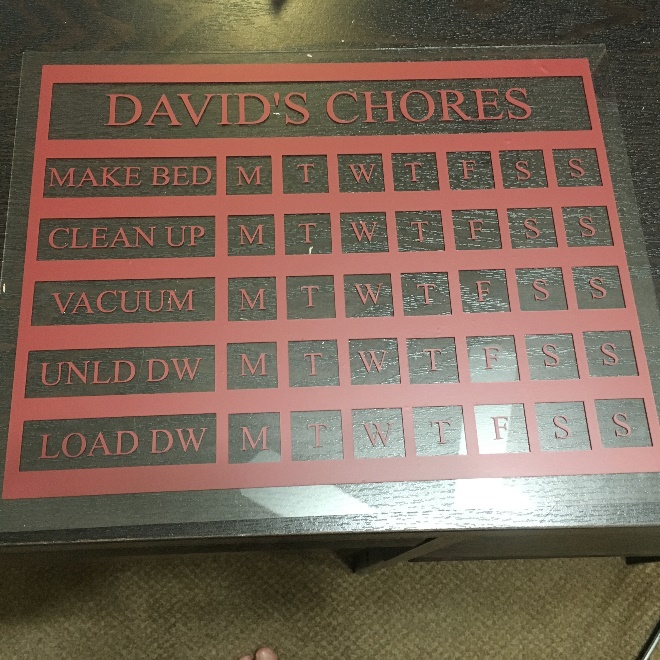 DAVID'S CHORES
MAKE BED M T W T F S S
CLEAN UP M T W T F S S
VACUUM M T W T F S S
UNLD DW M T W T F S S
LOAD DW M T W T F S S